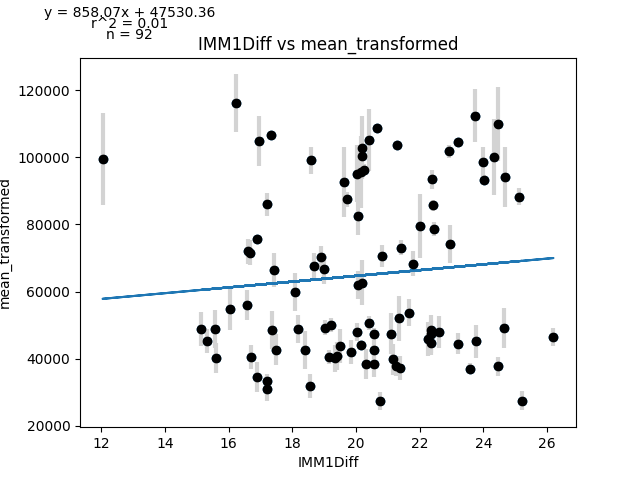 y = 858.07x + 47530.36
r^2 = 0.01
n = 92
IMM1Diff vs mean_transformed
120000
100000
80000
60000
40000
20000
mean_transformed
12 14 16 18 20 22 24 26
IMM1Diff